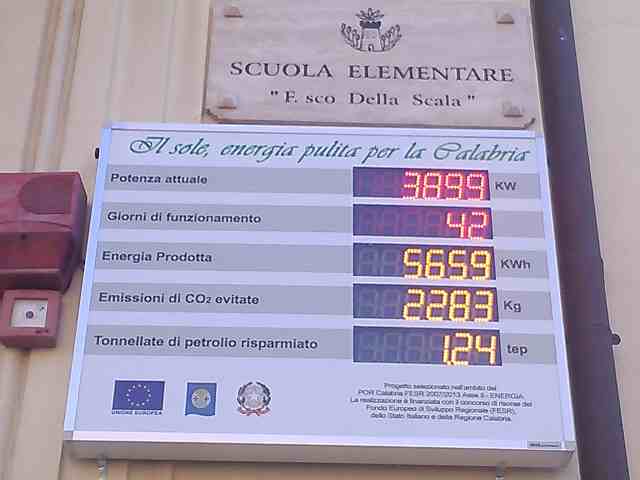 SCUOLA ELEMENTARE
" F. sco Della Scala "
Il sole, energia pulita per la Calabria
Potenza attuale 3899 KW
Giorni di funzionamento 42
Energia Prodotta 5659 KWh
Emissioni di CO2 evitate 2283 Kg
Tonnellate di petrolio risparmiato 1.24 tep
UNIONE EUROPEA
Progetto selezionato nell'ambito del
POR Calabria FESR 2007/2013 Asse II - ENERGIA.
La realizzazione è finanziata con il concorso di risorse del
Fondo Europeo di Sviluppo Regionale (FESR),
dello Stato Italiano e della Regione Calabria.